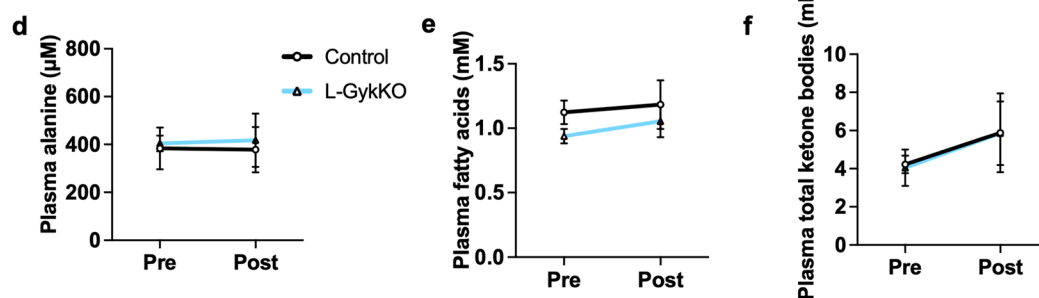 d
Plasma alanine (μM)
800
600
400
200
0
Pre
Post
Control
L-GykKO
e
Plasma fatty acids (mM)
1.5
1.0
0.5
0.0
Pre
Post
f
Plasma total ketone bodies
10
8
6
4
2
0
Pre
Post